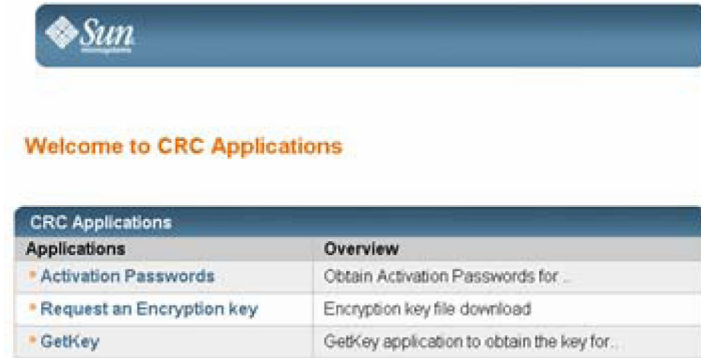 Sun
microsystems
Welcome to CRC Applications
CRC Applications
Applications Overview
Activation Passwords Obtain Activation Passwords for ..
Request an Encryption key Encryption key file download
GetKey GetKey application to obtain the key for..